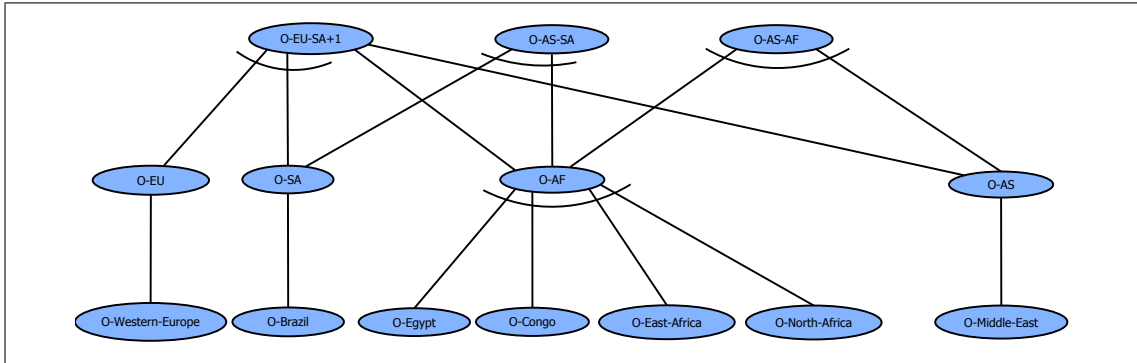 O-EU-SA+1
O-AS-SA
O-AS-AF
O-EU
O-SA
O-AF
O-AS
O-Western-Europe
O-Brazil
O-Egypt
O-Congo
O-East-Africa
O-North-Africa
O-Middle-East